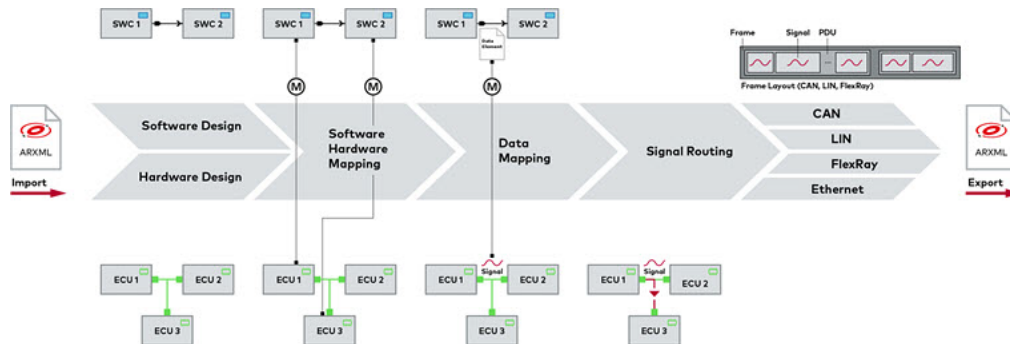 SWC 1
SWC 2
SWC 1
SWC 2
SWC 1
SWC 2
Data
Element
Frame
Signal
PDU
Frame Layout (CAN, LIN, FlexRay)
M
M
M
ARXML
Import
Software Design
Hardware Design
Software
Hardware
Mapping
Data
Mapping
Signal Routing
CAN
LIN
FlexRay
Ethernet
ARXML
Export
ECU 1
ECU 2
ECU 3
ECU 1
ECU 2
ECU 3
Signal
ECU 1
ECU 2
ECU 3
Signal
ECU 1
ECU 2
ECU 3